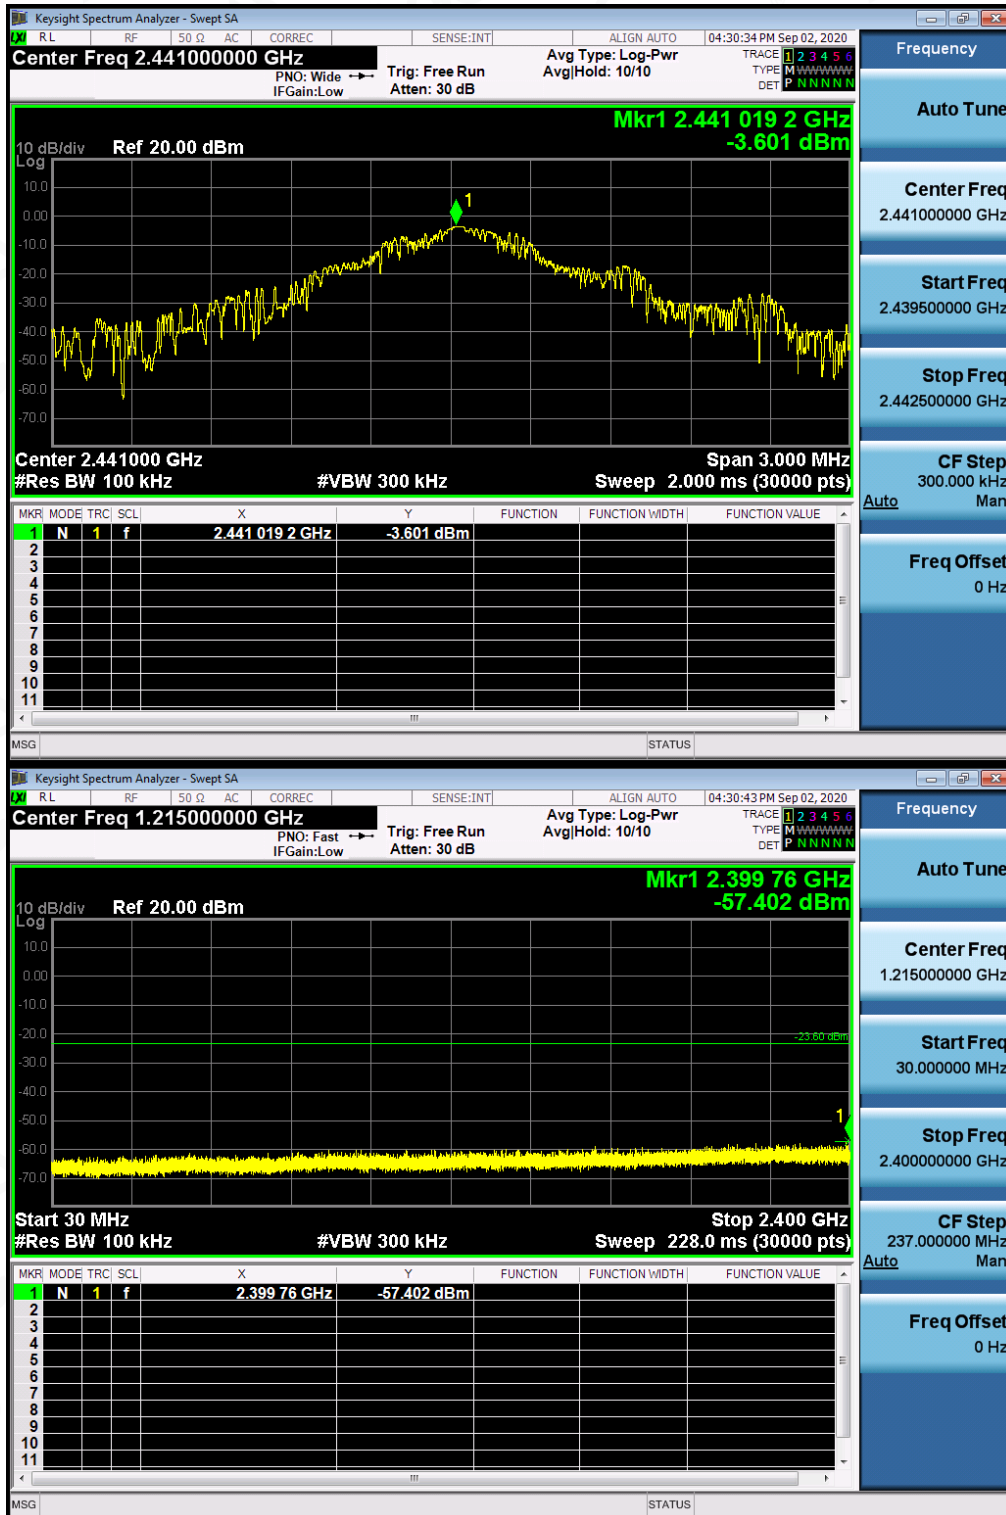 Keysight Spectrum Analyzer - Swept SA
LXI RL RF 50 Ω AC CORREC SENSE:INT ALIGN AUTO 04:30:34 PM Sep 02, 2020
Center Freq 2.441000000 GHz
PNO: Wide
IFGain:Low
Trig: Free Run
Atten: 30 dB
Avg Type: Log-Pwr
Avg|Hold: 10/10
TRACE 1 2 3 4 5 6
TYPE M WWWWW
DET P N N N N N
Mkr1 2.441 019 2 GHz
-3.601 dBm
10 dB/div Ref 20.00 dBm
Log
10.0
0.00
-10.0
-20.0
-30.0
-40.0
-50.0
-60.0
-70.0
1
Center 2.441000 GHz Span 3.000 MHz
#Res BW 100 kHz #VBW 300 kHz Sweep 2.000 ms (30000 pts)
MKR MODE TRC SCL X Y FUNCTION FUNCTION WIDTH FUNCTION VALUE
1 N 1 f 2.441 019 2 GHz -3.601 dBm
2
3
4
5
6
7
8
9
10
11
MSG STATUS
Frequency
Auto Tune
Center Freq
2.441000000 GHz
Start Freq
2.439500000 GHz
Stop Freq
2.442500000 GHz
CF Step
300.000 kHz
Auto Man
Freq Offset
0 Hz
Keysight Spectrum Analyzer - Swept SA
LXI RL RF 50 Ω AC CORREC SENSE:INT ALIGN AUTO 04:30:43 PM Sep 02, 2020
Center Freq 1.215000000 GHz
PNO: Fast
IFGain:Low
Trig: Free Run
Atten: 30 dB
Avg Type: Log-Pwr
Avg|Hold: 10/10
TRACE 1 2 3 4 5 6
TYPE M WWWWW
DET P N N N N N
Mkr1 2.399 76 GHz
-57.402 dBm
10 dB/div Ref 20.00 dBm
Log
10.0
0.00
-10.0
-20.0
-30.0
-40.0
-50.0
-60.0
-70.0
-23.60 dBm
1
Start 30 MHz Stop 2.400 GHz
#Res BW 100 kHz #VBW 300 kHz Sweep 228.0 ms (30000 pts)
MKR MODE TRC SCL X Y FUNCTION FUNCTION WIDTH FUNCTION VALUE
1 N 1 f 2.399 76 GHz -57.402 dBm
2
3
4
5
6
7
8
9
10
11
MSG STATUS
Frequency
Auto Tune
Center Freq
1.215000000 GHz
Start Freq
30.000000 MHz
Stop Freq
2.400000000 GHz
CF Step
237.000000 MHz
Auto Man
Freq Offset
0 Hz